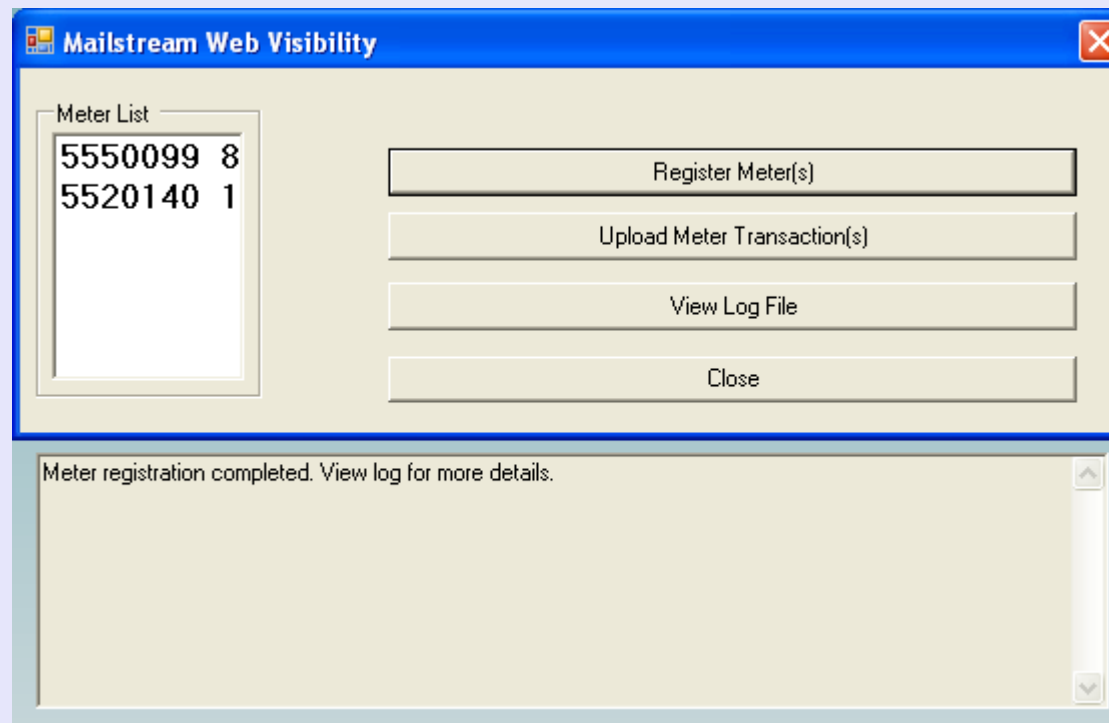 Mailstream Web Visibility
Meter List
5550099 8
5520140 1
Register Meter(s)
Upload Meter Transaction(s)
View Log File
Close
Meter registration completed. View log for more details.